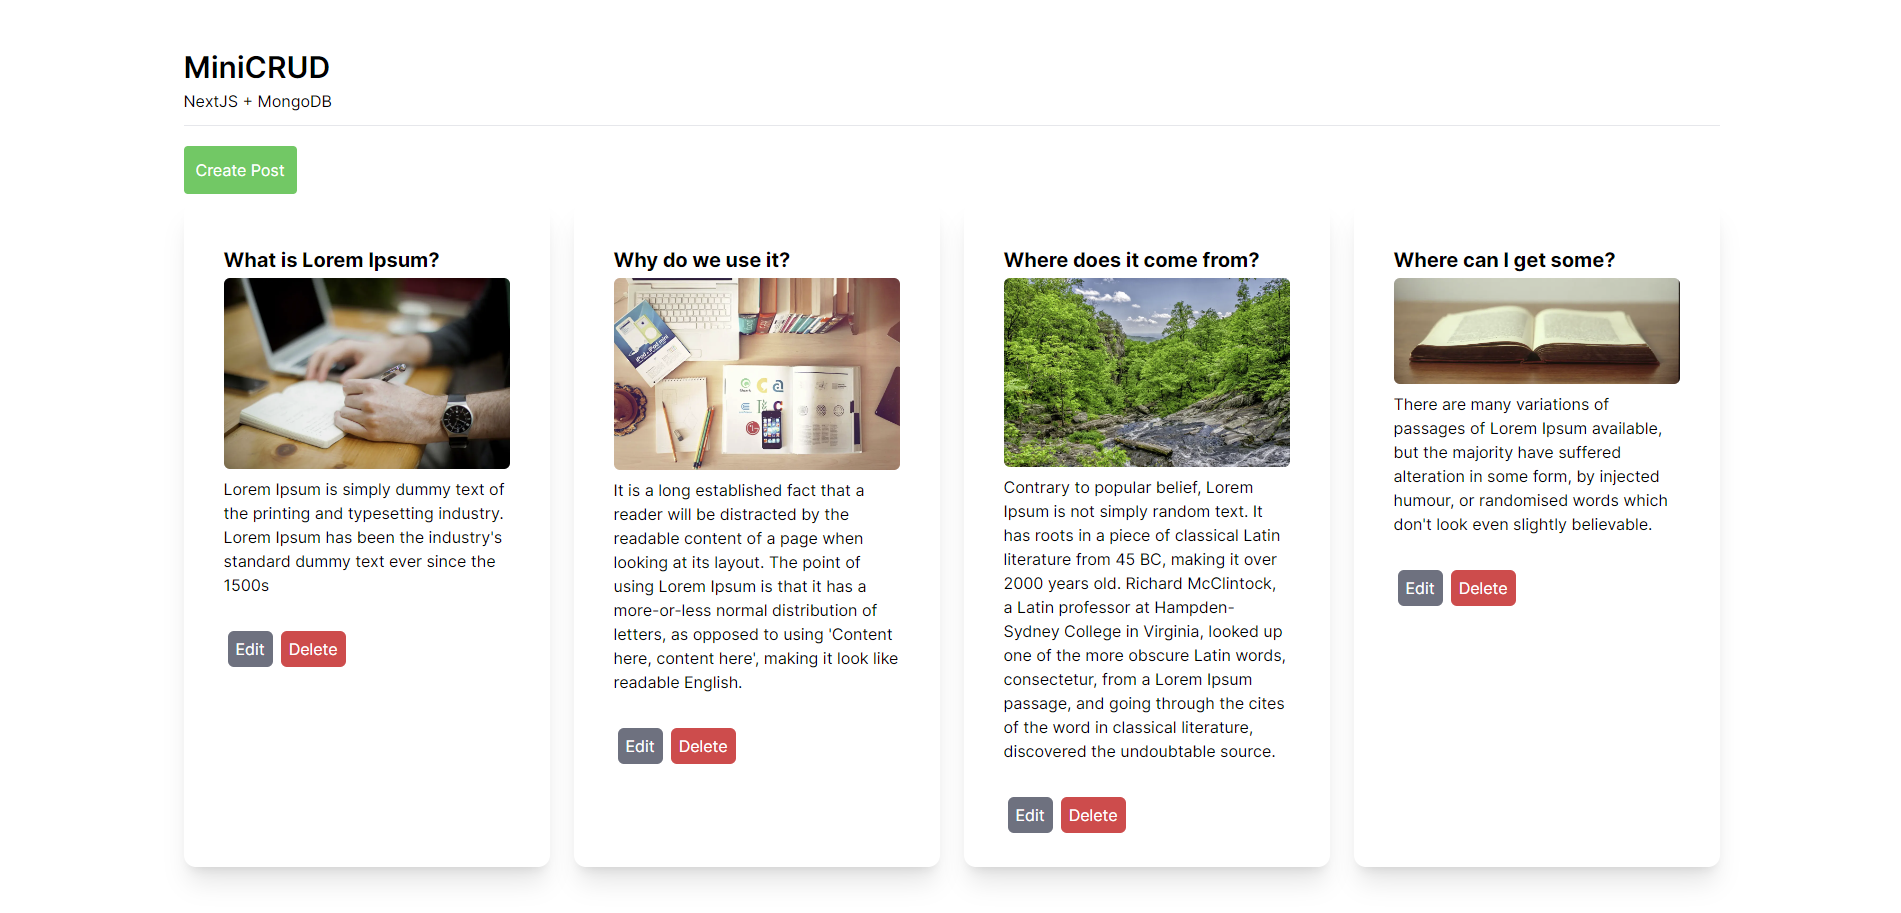 MiniCRUD
NextJS + MongoDB
Create Post
What is Lorem Ipsum?
Lorem Ipsum is simply dummy text of
the printing and typesetting industry.
Lorem Ipsum has been the industry's
standard dummy text ever since the
1500s
Edit Delete
Why do we use it?
It is a long established fact that a
reader will be distracted by the
readable content of a page when
looking at its layout. The point of
using Lorem Ipsum is that it has a
more-or-less normal distribution of
letters, as opposed to using 'Content
here, content here', making it look like
readable English.
Edit Delete
Where does it come from?
Contrary to popular belief, Lorem
Ipsum is not simply random text. It
has roots in a piece of classical Latin
literature from 45 BC, making it over
2000 years old. Richard McClintock,
a Latin professor at Hampden-
Sydney College in Virginia, looked up
one of the more obscure Latin words,
consectetur, from a Lorem Ipsum
passage, and going through the cites
of the word in classical literature,
discovered the undoubtable source.
Edit Delete
Where can I get some?
There are many variations of
passages of Lorem Ipsum available,
but the majority have suffered
alteration in some form, by injected
humour, or randomised words which
don't look even slightly believable.
Edit Delete